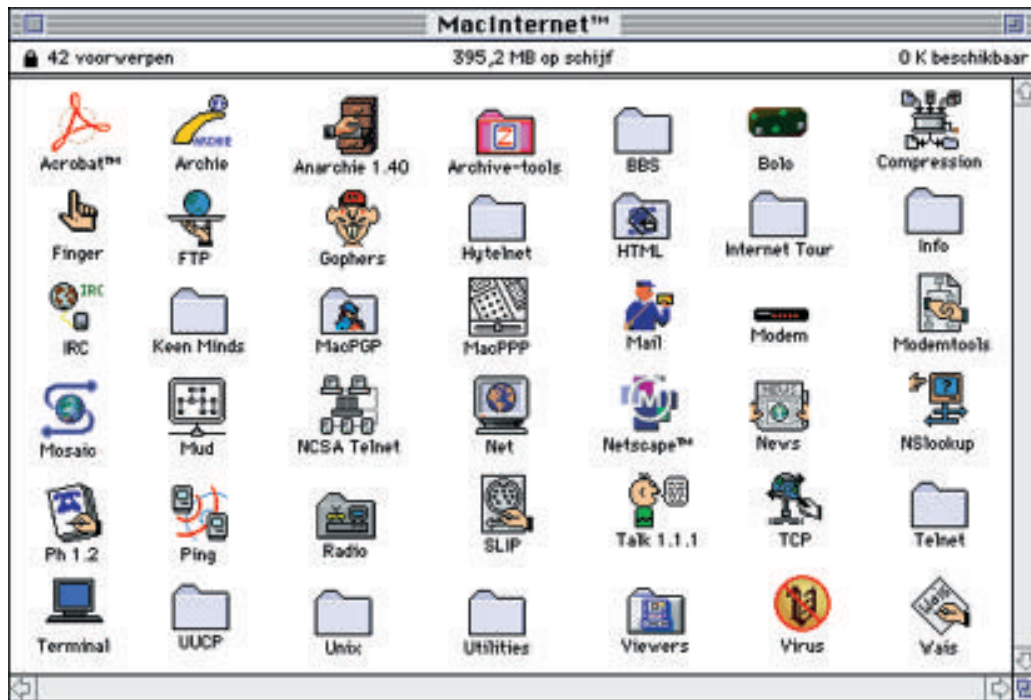 MacInternet™
42 voorwerpen 395,2 MB op schijf 0 K beschikbaar
Acrobat™ Archie Anarchie 1.40 Archive-tools BBS Bolo Compression
Finger FTP Gophers Hytelnet HTML Internet Tour Info
IRC Keen Minds MacPGP MacPPP Mail Modem Modemtools
Mosaic Mud NCSA Telnet Net Netscape™ News NSlookup
Ph 1.2 Ping Radio SLIP Talk 1.1.1 TCP Telnet
Terminal UUCP Unix Utilities Viewers Virus Wais